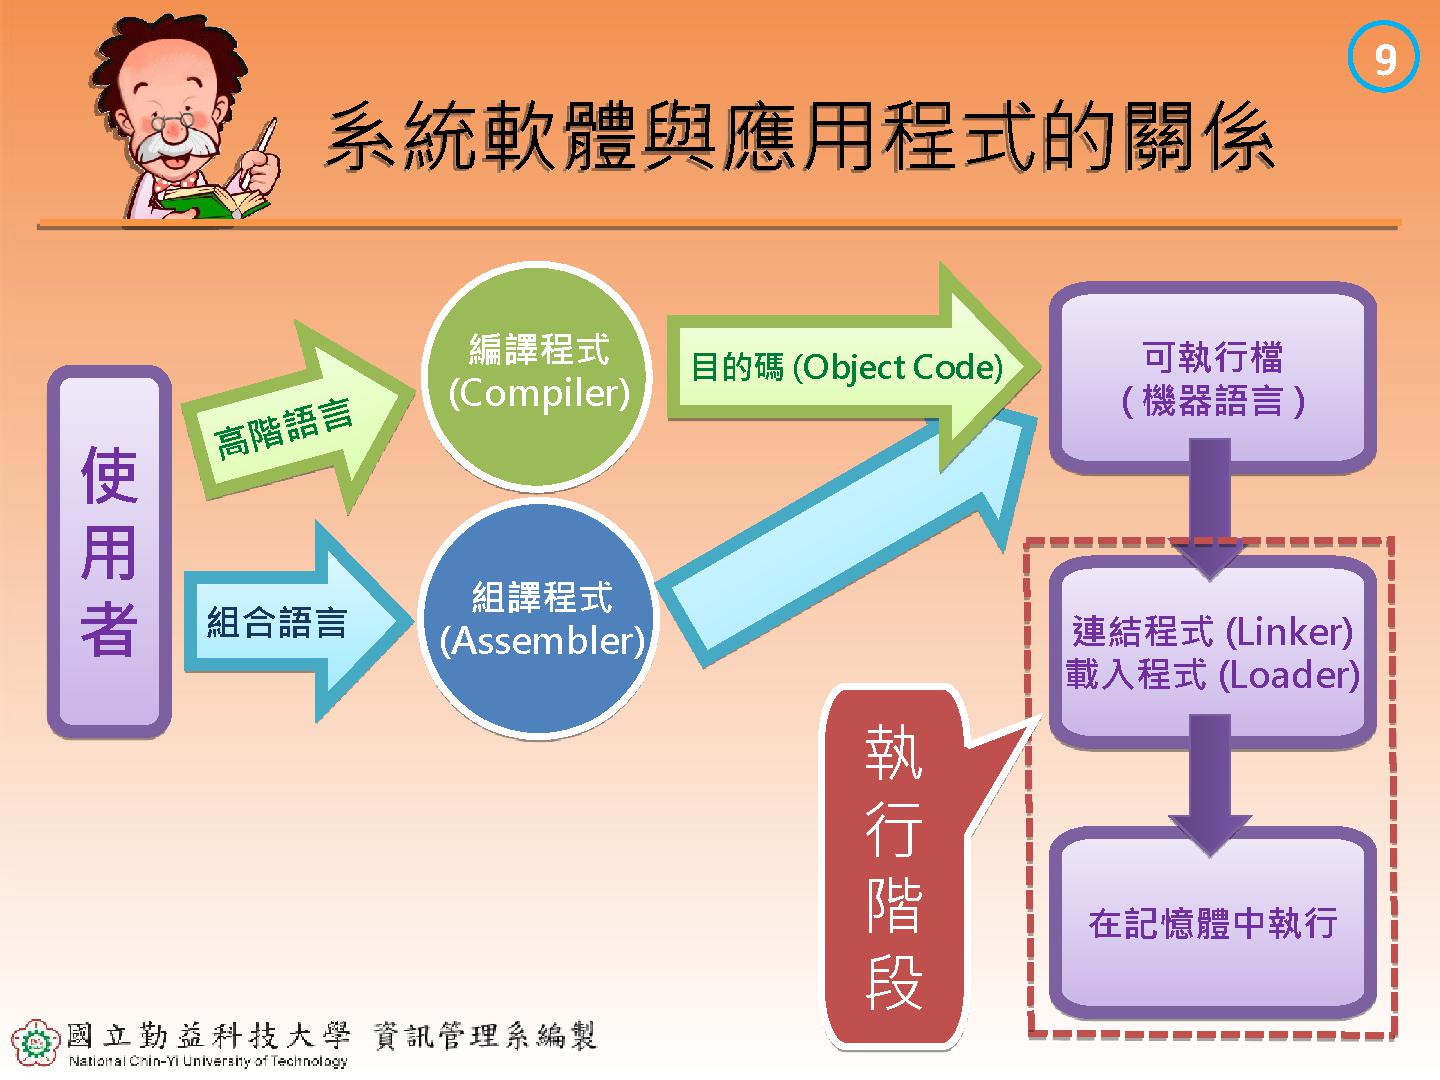 9
系統軟體與應用程式的關係
使
用
者
高階語言
組合語言
編譯程式
(Compiler)
組譯程式
(Assembler)
目的碼 (Object Code)
可執行檔
( 機器語言 )
連結程式 (Linker)
載入程式 (Loader)
在記憶體中執行
執
行
階
段
國立勤益科技大學 資訊管理系編製
National Chin-Yi University of Technology